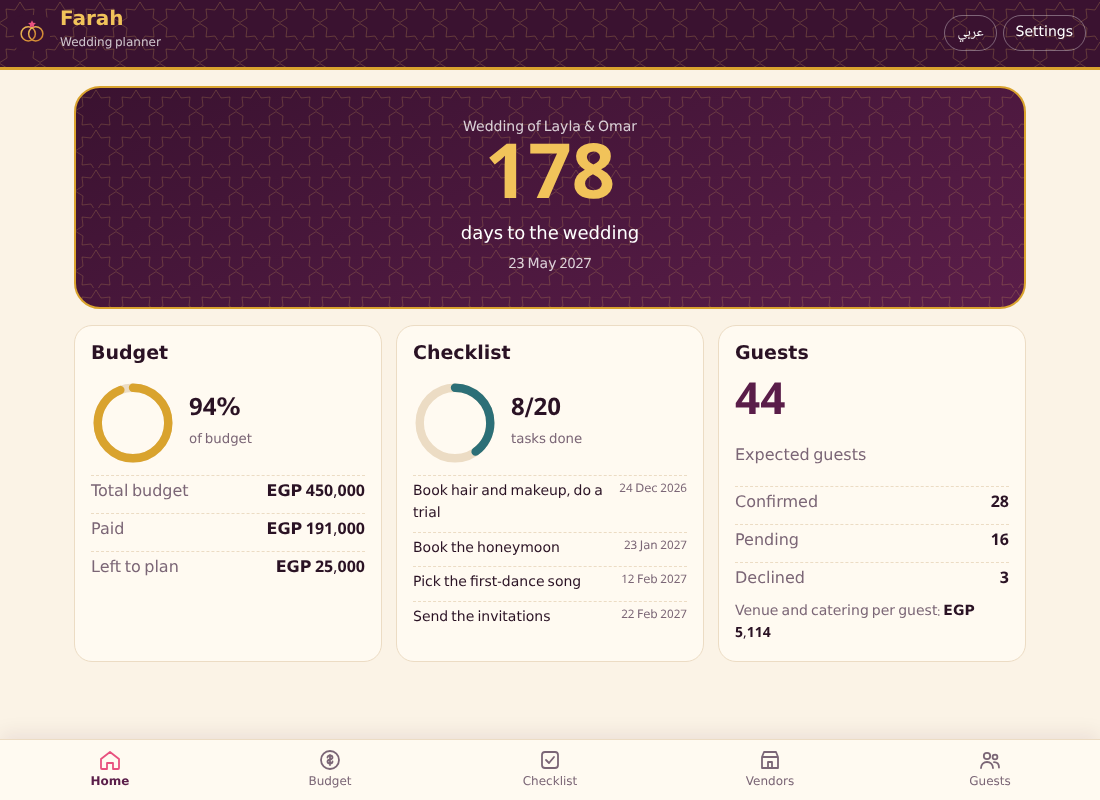 Farah
Wedding planner
عربي
Settings
Wedding of Layla & Omar
178
days to the wedding
23 May 2027
Budget
94%
of budget
Total budget EGP 450,000
Paid EGP 191,000
Left to plan EGP 25,000
Checklist
8/20
tasks done
Book hair and makeup, do a 24 Dec 2026
trial
Book the honeymoon 23 Jan 2027
Pick the first-dance song 12 Feb 2027
Send the invitations 22 Feb 2027
Guests
44
Expected guests
Confirmed 28
Pending 16
Declined 3
Venue and catering per guest: EGP
5,114
Home
Budget
Checklist
Vendors
Guests